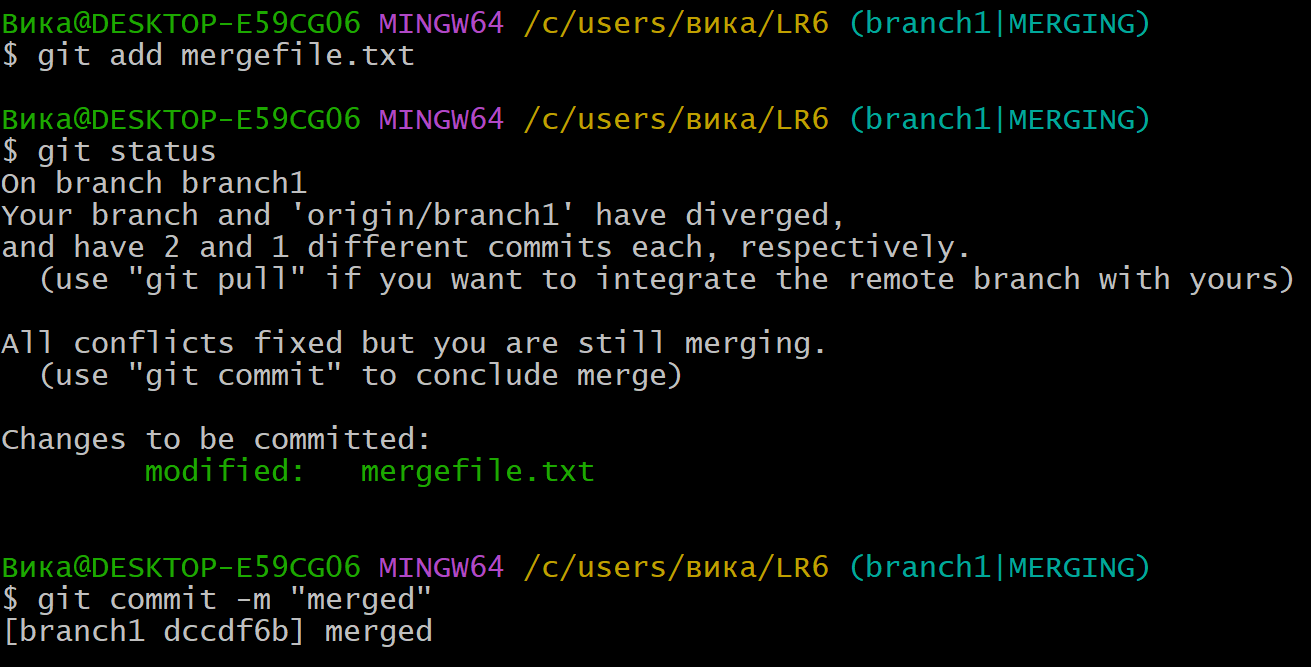 Вика@DESKTOP-E59CGO6 MINGW64 /c/users/вика/LR6 (branch1|MERGING)
$ git add mergefile.txt
Вика@DESKTOP-E59CGO6 MINGW64 /c/users/вика/LR6 (branch1|MERGING)
$ git status
On branch branch1
Your branch and 'origin/branch1' have diverged,
and have 2 and 1 different commits each, respectively.
  (use "git pull" if you want to integrate the remote branch with yours)
All conflicts fixed but you are still merging.
  (use "git commit" to conclude merge)
Changes to be committed:
        modified:   mergefile.txt
Вика@DESKTOP-E59CGO6 MINGW64 /c/users/вика/LR6 (branch1|MERGING)
$ git commit -m "merged"
[branch1 dccdf6b] merged